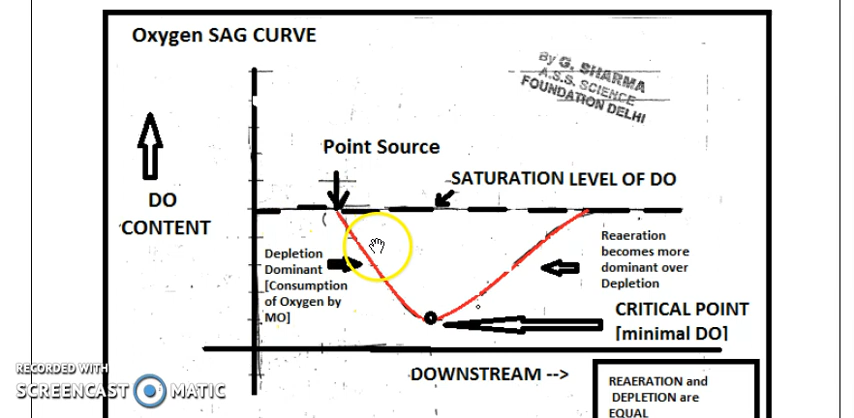 Oxygen SAG CURVE
By G. SHARMA
A.S.S. SCIENCE
FOUNDATION DELHI
Point Source
SATURATION LEVEL OF DO
DO
CONTENT
Depletion
Dominant
[Consumption
of Oxygen by
MO]
Reaeration
becomes more
dominant over
Depletion
CRITICAL POINT
[minimal DO]
DOWNSTREAM -->
REAERATION and
DEPLETION are
EQUAL
RECORDED WITH
SCREENCAST MATIC